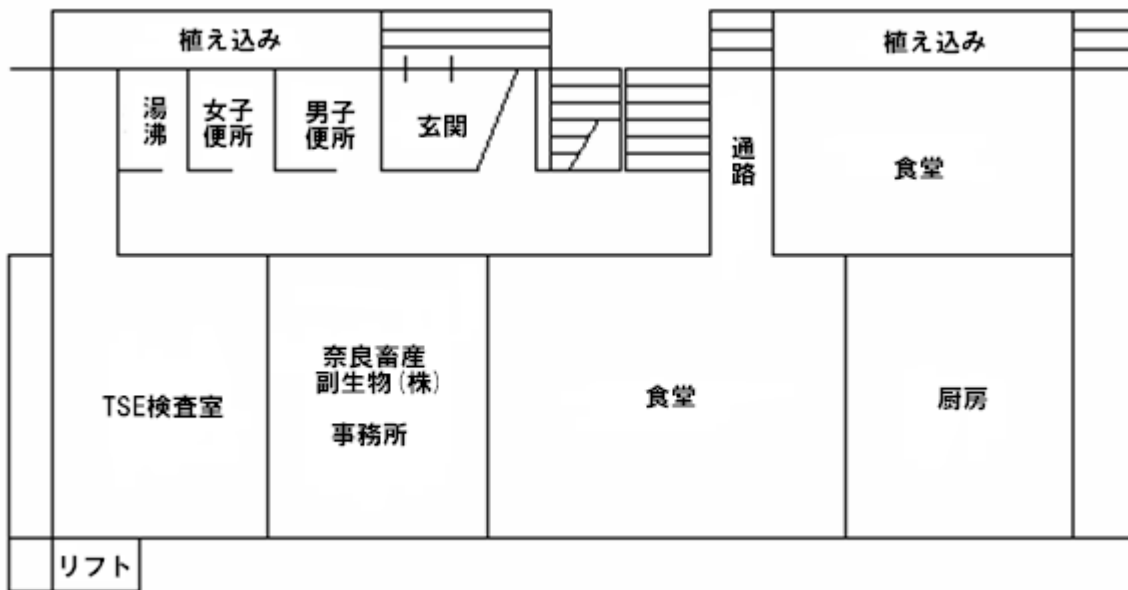 植え込み
植え込み
湯沸
女子
便所
男子
便所
玄関
通路
食堂
TSE検査室
奈良畜産
副生物(株)
事務所
食堂
厨房
リフト